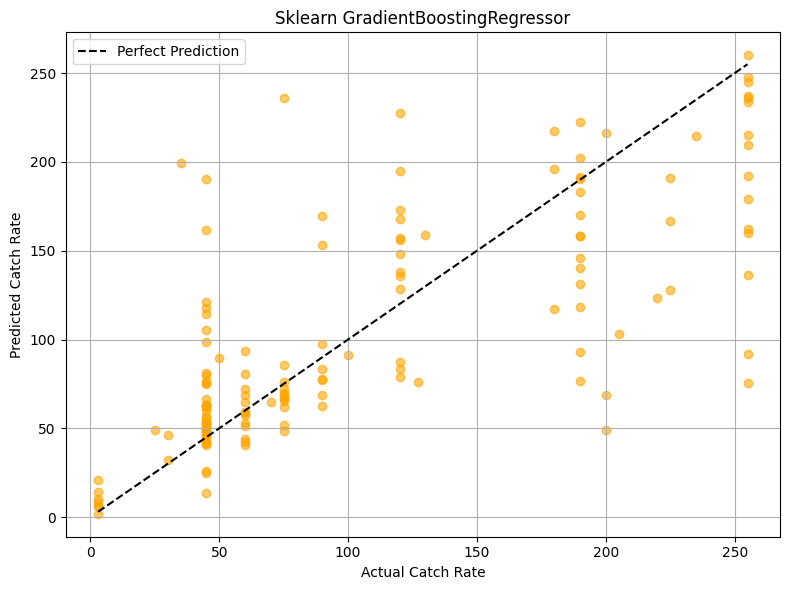 Sklearn GradientBoostingRegressor
Perfect Prediction
250
200
150
100
50
0
Predicted Catch Rate
0 50 100 150 200 250
Actual Catch Rate